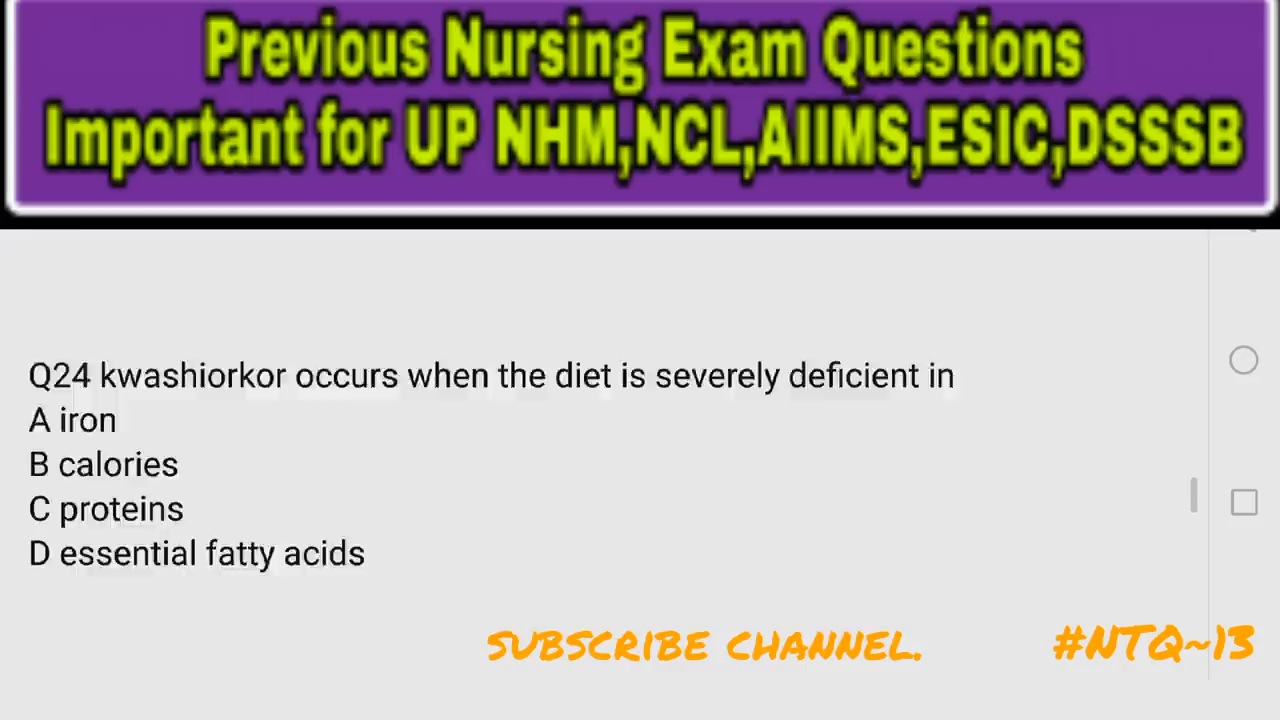 Previous Nursing Exam Questions
Important for UP NHM,NCL,AIIMS,ESIC,DSSSB
Q24 kwashiorkor occurs when the diet is severely deficient in
A iron
B calories
C proteins
D essential fatty acids
SUBSCRIBE CHANNEL. #NTQ~13